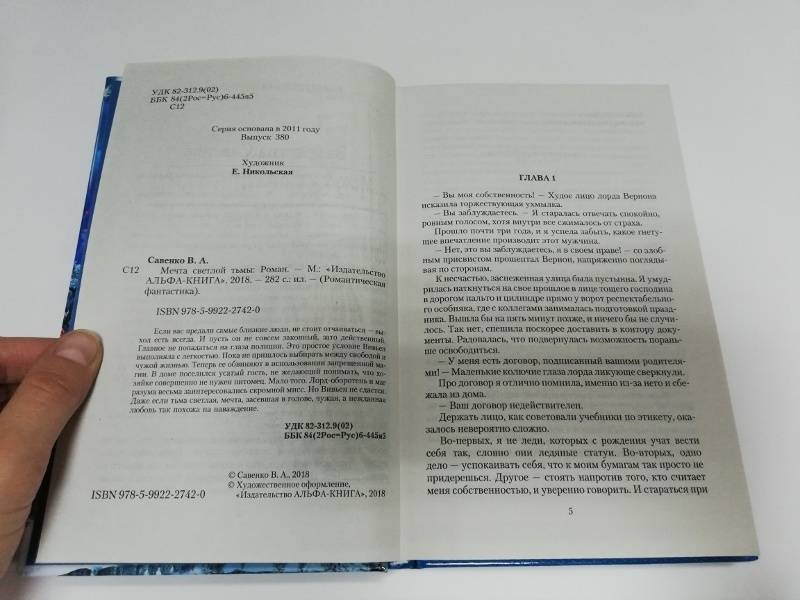 УДК 82-312.9(02)
ББК 84(2Рос=Рус)6-445я5
С12
Серия основана в 2011 году
Выпуск 380
Художник
Е. Никольская
Савенко В. А.
С12 Мечта светлой тьмы: Роман. — М.: «Издательство
АЛЬФА-КНИГА», 2018. — 282 с.: ил. — (Романтическая
фантастика).
ISBN 978-5-9922-2742-0
Если вас предали самые близкие люди, не стоит отчаиваться — вы-
ход есть всегда. И пусть он не совсем законный, зато действенный.
Главное не попадаться на глаза полиции. Это простое условие Вивьен
выполняла с легкостью. Пока не пришлось выбирать между свободой и
чужой жизнью. Теперь ее обвиняют в использовании запрещенной ма-
гии. В доме поселился усатый гость, не желающий понимать, что хо-
зяйке совершенно не нужен питомец. Мало того. Лорд-оборотень и маг
разума весьма заинтересовались скромной мисс. Но Вивьен не сдается.
Даже если тьма светлая, мечта, засевшая в голове, чужая, а нежданная
любовь так похожа на наваждение.
УДК 82-312.9(02)
ББК 84(2Рос=Рус)6-445я5
© Савенко В. А., 2018
© Художественное оформление,
«Издательство АЛЬФА-КНИГА», 2018
ISBN 978-5-9922-2742-0
ГЛАВА 1
— Вы моя собственность! — Худое лицо лорда Вернона
исказила торжествующая ухмылка.
— Вы заблуждаетесь. — Я старалась отвечать спокойно,
ровным голосом, хотя внутри все сжималось от страха.
Прошло почти три года, и я успела забыть, какое гнету-
щее впечатление производит этот мужчина.
— Нет, это вы заблуждаетесь, я в своем праве! — со злоб-
ным присвистом прошептал Вернон, напряженно погляды-
вая по сторонам.
К несчастью, заснеженная улица была пустынна. Я умуд-
рилась наткнуться на свое прошлое в лице тощего господина
в дорогом пальто и цилиндре прямо у ворот респектабельно-
го особняка, где с коллегами занималась подготовкой праздни-
ка. Вышла бы на пять минут позже, и ничего бы не случи-
лось. Так нет, спешила поскорее доставить в контору доку-
менты. Радовалась, что подвернулась возможность порань-
ше освободиться.
— У меня есть договор, подписанный вашими родителя-
ми! — Маленькие колючие глаза лорда ликующе сверкнули.
Про договор я отлично помнила, именно из-за него и сбе-
жала из дома.
— Ваш договор недействителен.
Держать лицо, как советовали учебники по этикету, ока-
залось невероятно сложно.
Во-первых, я не леди, которых с рождения учат вести
себя так, словно они ледяные статуи. Во-вторых, одно
дело — успокаивать себя, что к моим бумагам так просто не
придерешься. Другое — стоять напротив того, кто считает
меня собственностью, и уверенно говорить. И стараться при
5